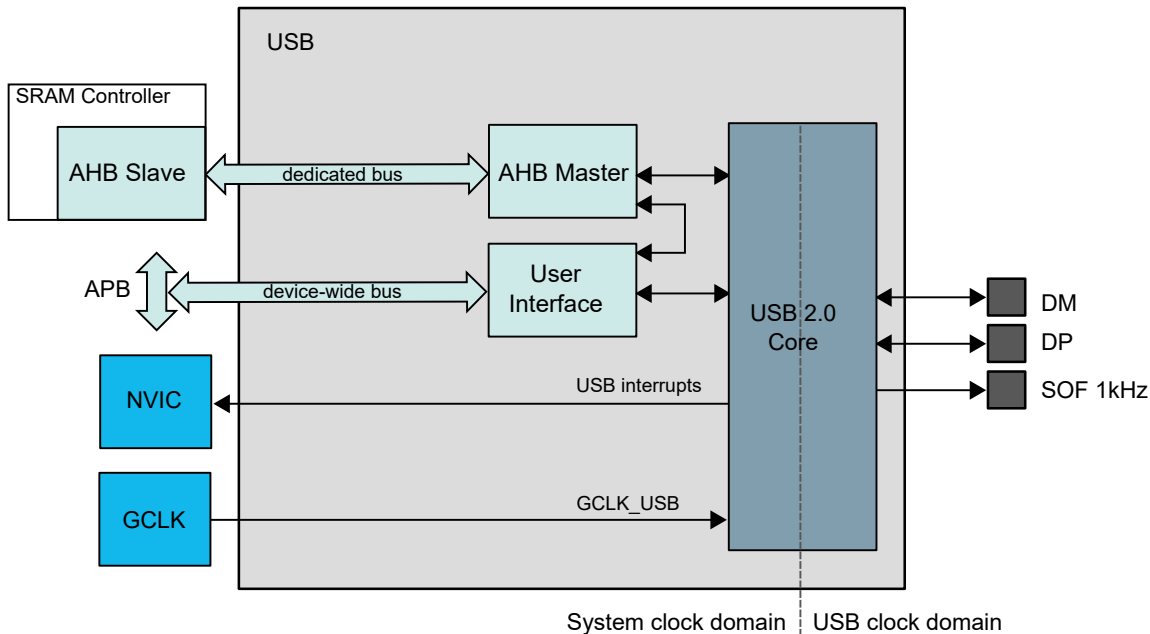 USB
SRAM Controller
AHB Slave
dedicated bus
AHB Master
APB
device-wide bus
User
Interface
USB 2.0
Core
DM
DP
SOF 1kHz
NVIC
USB interrupts
GCLK
GCLK_USB
System clock domain
USB clock domain